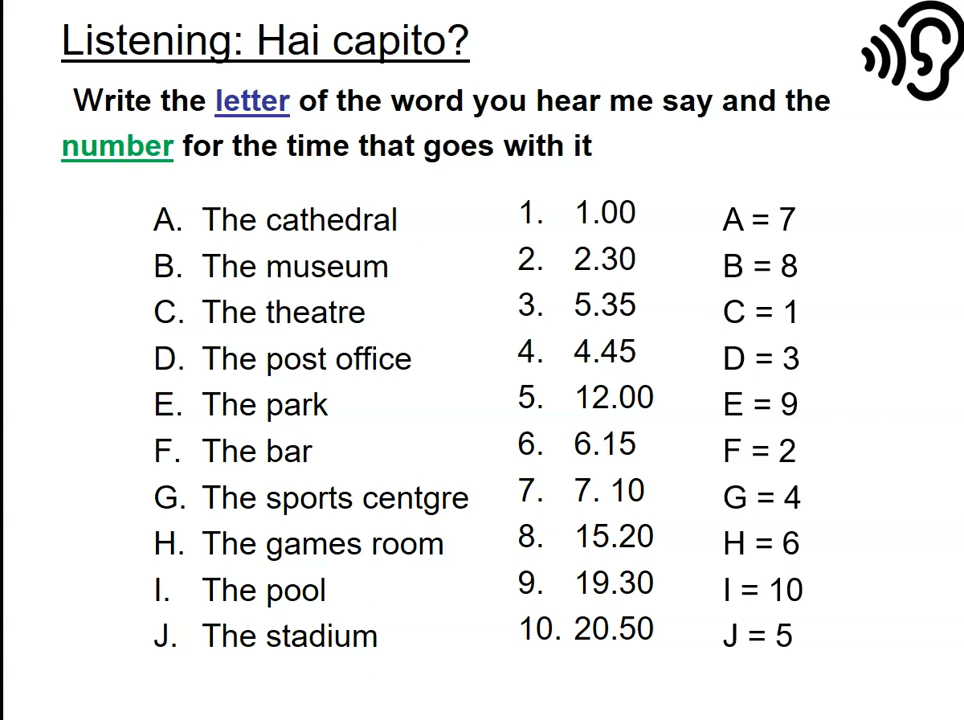 Listening: Hai capito?
Write the letter of the word you hear me say and the
number for the time that goes with it
A. The cathedral 1. 1.00 A = 7
B. The museum 2. 2.30 B = 8
C. The theatre 3. 5.35 C = 1
D. The post office 4. 4.45 D = 3
E. The park 5. 12.00 E = 9
F. The bar 6. 6.15 F = 2
G. The sports centgre 7. 7. 10 G = 4
H. The games room 8. 15.20 H = 6
I. The pool 9. 19.30 I = 10
J. The stadium 10. 20.50 J = 5